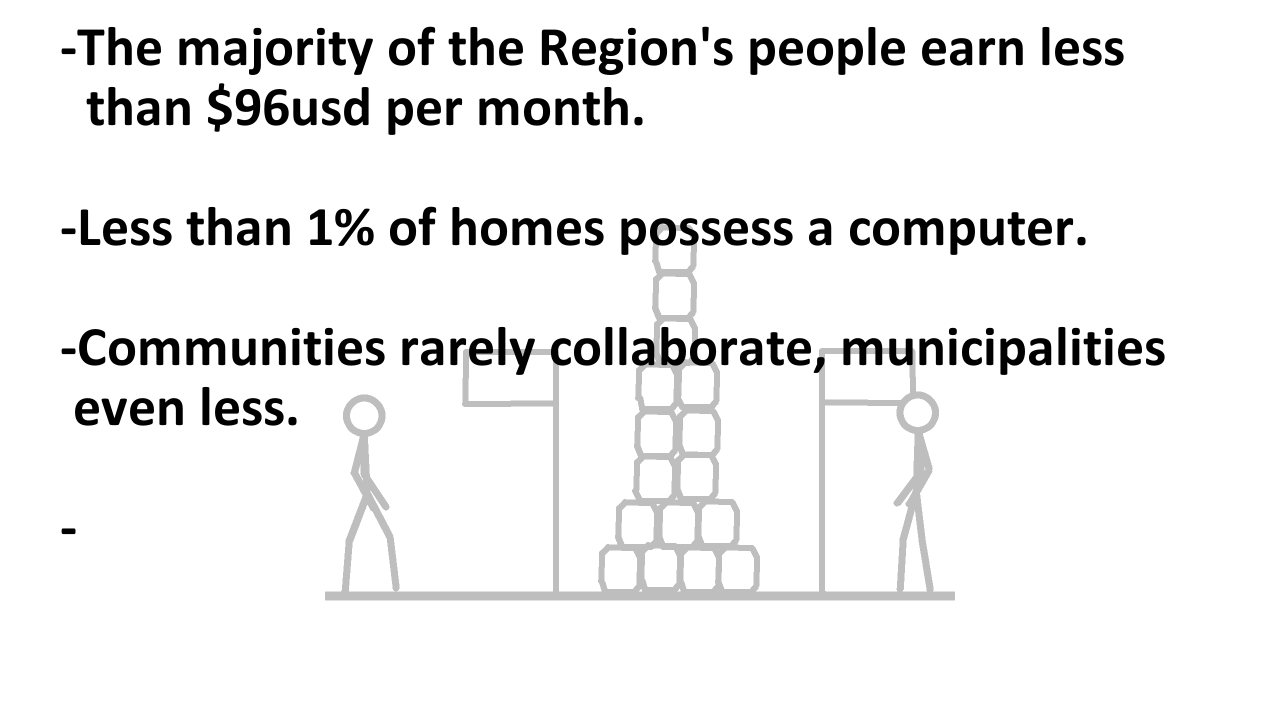 -The majority of the Region's people earn less
than $96usd per month.
-Less than 1% of homes possess a computer.
-Communities rarely collaborate, municipalities
even less.
-